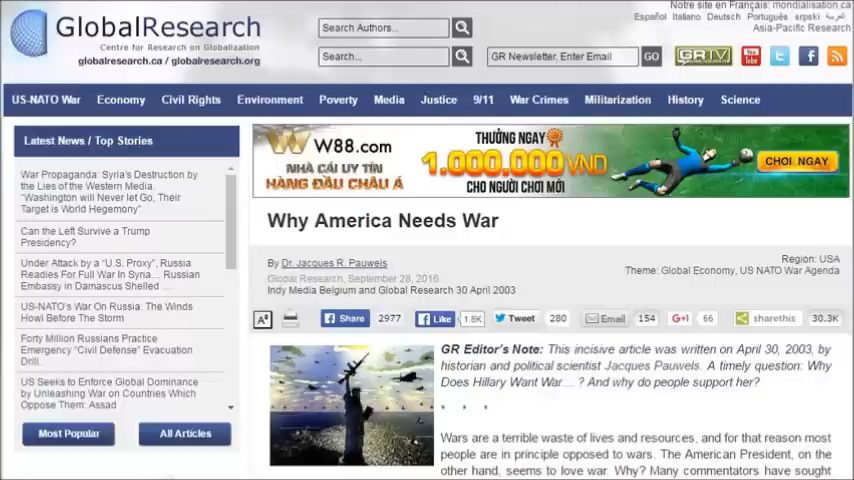 Notre site en Français: mondialisation.ca
Español Italiano Deutsch Português srpski العربية
Asia-Pacific Research
GlobalResearch
Centre for Research on Globalization
globalresearch.ca / globalresearch.org
Search Authors...
Search...
GR Newsletter, Enter Email
GO
GRTV
You Tube
US-NATO War Economy Civil Rights Environment Poverty Media Justice 9/11 War Crimes Militarization History Science
Latest News / Top Stories
War Propaganda: Syria's Destruction by
the Lies of the Western Media.
"Washington will Never let Go, Their
Target is World Hegemony"
Can the Left Survive a Trump
Presidency?
Under Attack by a "U.S. Proxy", Russia
Readies For Full War In Syria... Russian
Embassy in Damascus Shelled ....
US-NATO's War On Russia. The Winds
Howl Before The Storm
Forty Million Russians Practice
Emergency "Civil Defense" Evacuation
Drill.
US Seeks to Enforce Global Dominance
by Unleashing War on Countries Which
Oppose Them: Assad
Most Popular
All Articles
W88.com
NHÀ CÁI UY TÍN
HÀNG ĐẦU CHÂU Á
THƯỞNG NGAY
1.000.000 VND
CHO NGƯỜI CHƠI MỚI
CHƠI NGAY
Why America Needs War
By Dr. Jacques R. Pauwels
Global Research, September 28, 2016
Indy Media Belgium and Global Research 30 April 2003
Region: USA
Theme: Global Economy, US NATO War Agenda
Share 2977 Like 1.8K Tweet 280 Email 154 G+1 66 sharethis 30.3K
GR Editor's Note: This incisive article was written on April 30, 2003, by
historian and political scientist Jacques Pauwels. A timely question: Why
Does Hillary Want War... ? And why do people support her?
* * *
Wars are a terrible waste of lives and resources, and for that reason most
people are in principle opposed to wars. The American President, on the
other hand, seems to love war. Why? Many commentators have sought